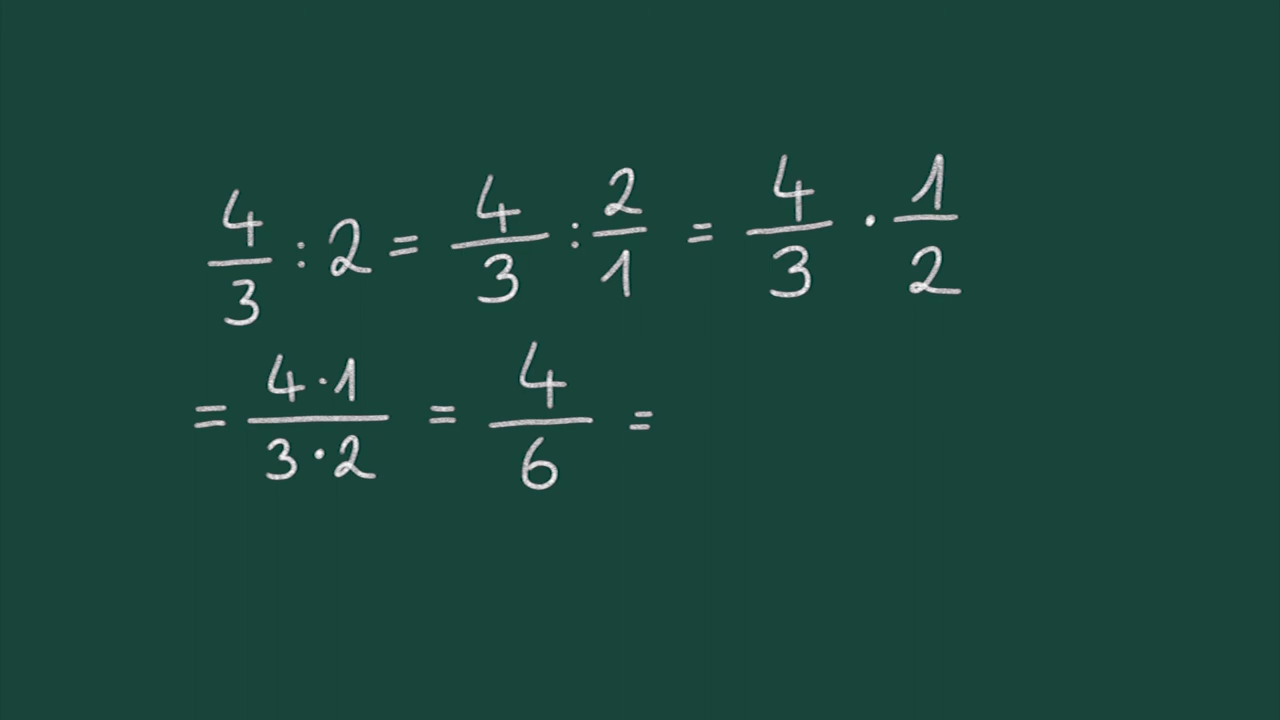 4/3 : 2 = 4/3 : 2/1 = 4/3 · 1/2
= 4·1/3·2 = 4/6 =